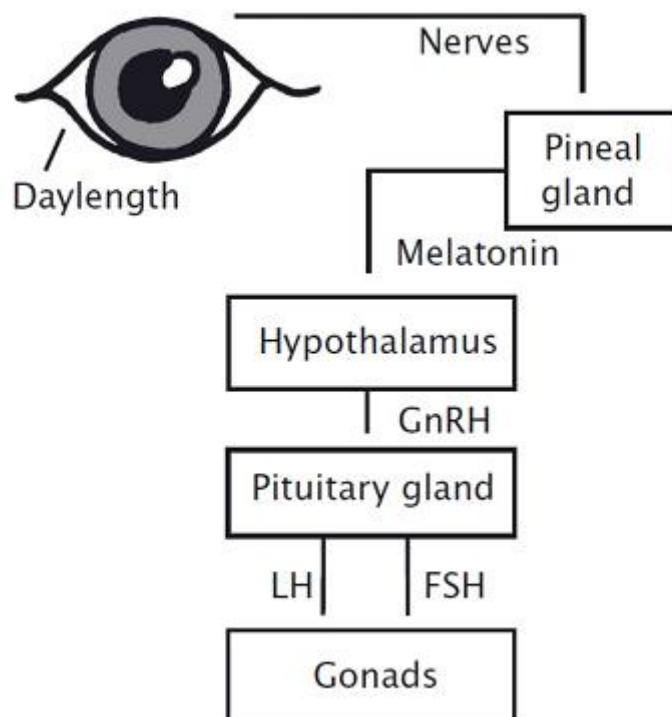 Nerves
Pineal
gland
Daylength
Melatonin
Hypothalamus
GnRH
Pituitary gland
LH
FSH
Gonads